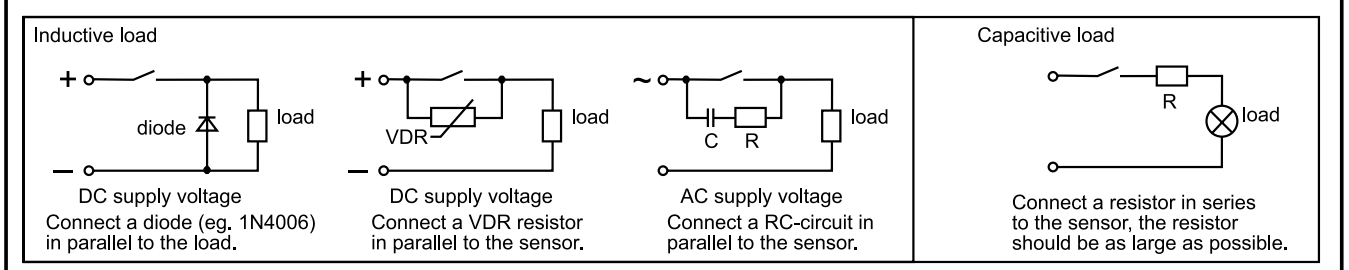 Inductive load
+
diode
load
–
DC supply voltage
Connect a diode (eg. 1N4006)
in parallel to the load.
+
VDR
load
–
DC supply voltage
Connect a VDR resistor
in parallel to the sensor.
~
C
R
load
AC supply voltage
Connect a RC-circuit in
parallel to the sensor.
Capacitive load
R
load
Connect a resistor in series
to the sensor, the resistor
should be as large as possible.